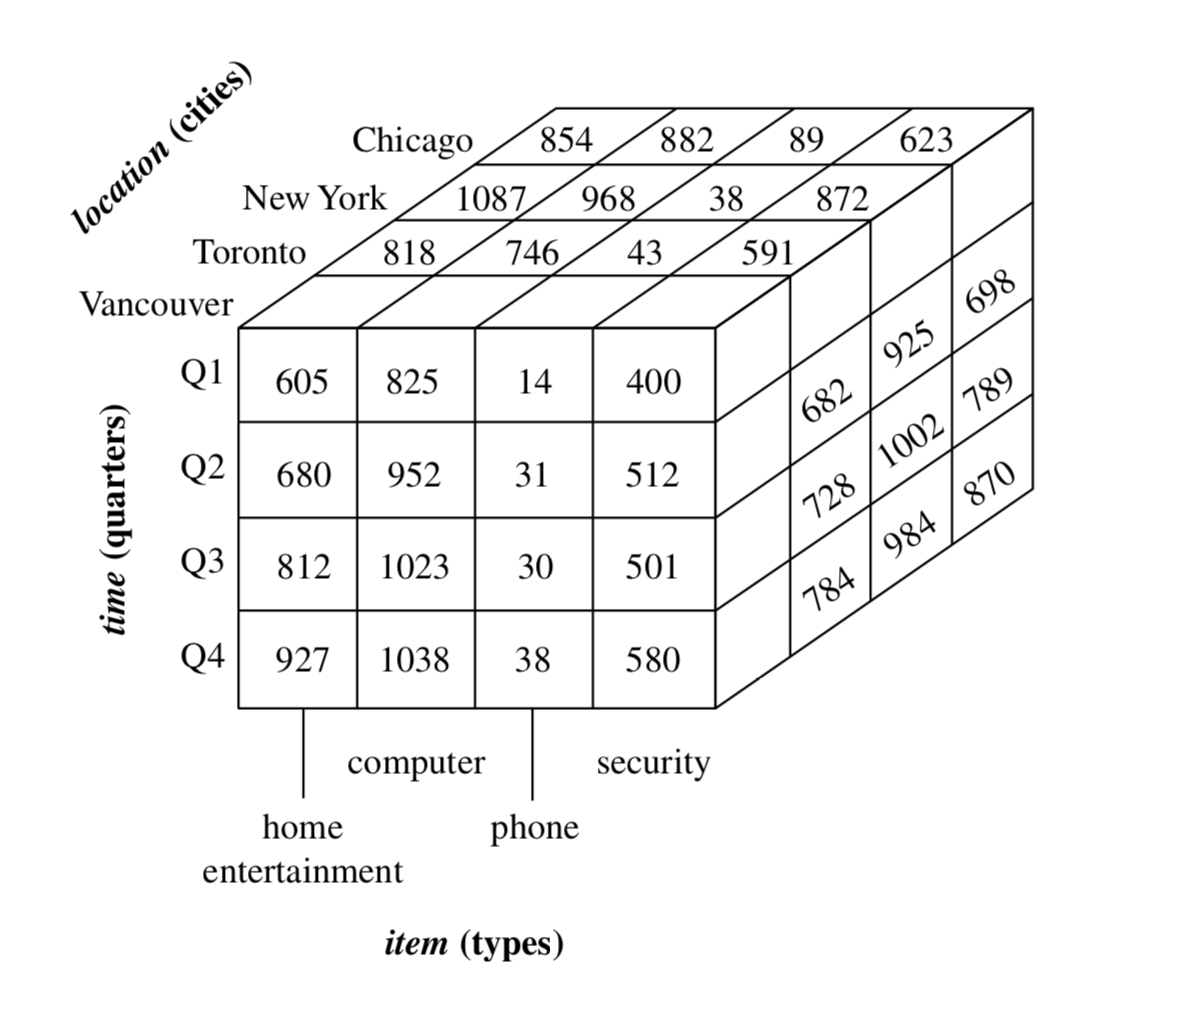 location (cities)
Chicago 854 882 89 623
New York 1087 968 38 872
Toronto 818 746 43 591
Vancouver
Q1 605 825 14 400
Q2 680 952 31 512
Q3 812 1023 30 501
Q4 927 1038 38 580
682 925 698
728 1002 789
784 984 870
time (quarters)
computer security
home phone
entertainment
item (types)